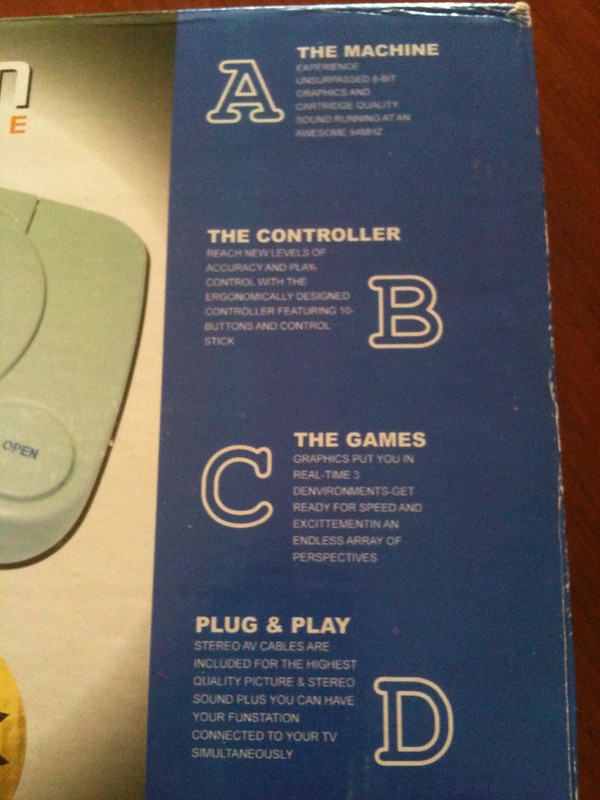 n
E
A
THE MACHINE
EXPERIENCE
UNSURPASSED 8-BIT
GRAPHICS AND
CARTRIDGE QUALITY
SOUND RUNNING AT AN
AWESOME 94MHZ
THE CONTROLLER
REACH NEW LEVELS OF
ACCURACY AND PLAY-
CONTROL WITH THE
ERGONOMICALLY DESIGNED
CONTROLLER FEATURING 10-
BUTTONS AND CONTROL
STICK
B
OPEN
C
THE GAMES
GRAPHICS PUT YOU IN
REAL-TIME 3
DENVIRONMENTS-GET
READY FOR SPEED AND
EXCITTEMENTIN AN
ENDLESS ARRAY OF
PERSPECTIVES
PLUG & PLAY
STEREO AV CABLES ARE
INCLUDED FOR THE HIGHEST
QUALITY PICTURE & STEREO
SOUND PLUS YOU CAN HAVE
YOUR FUNSTATION
CONNECTED TO YOUR TV
SIMULTANEOUSLY
D